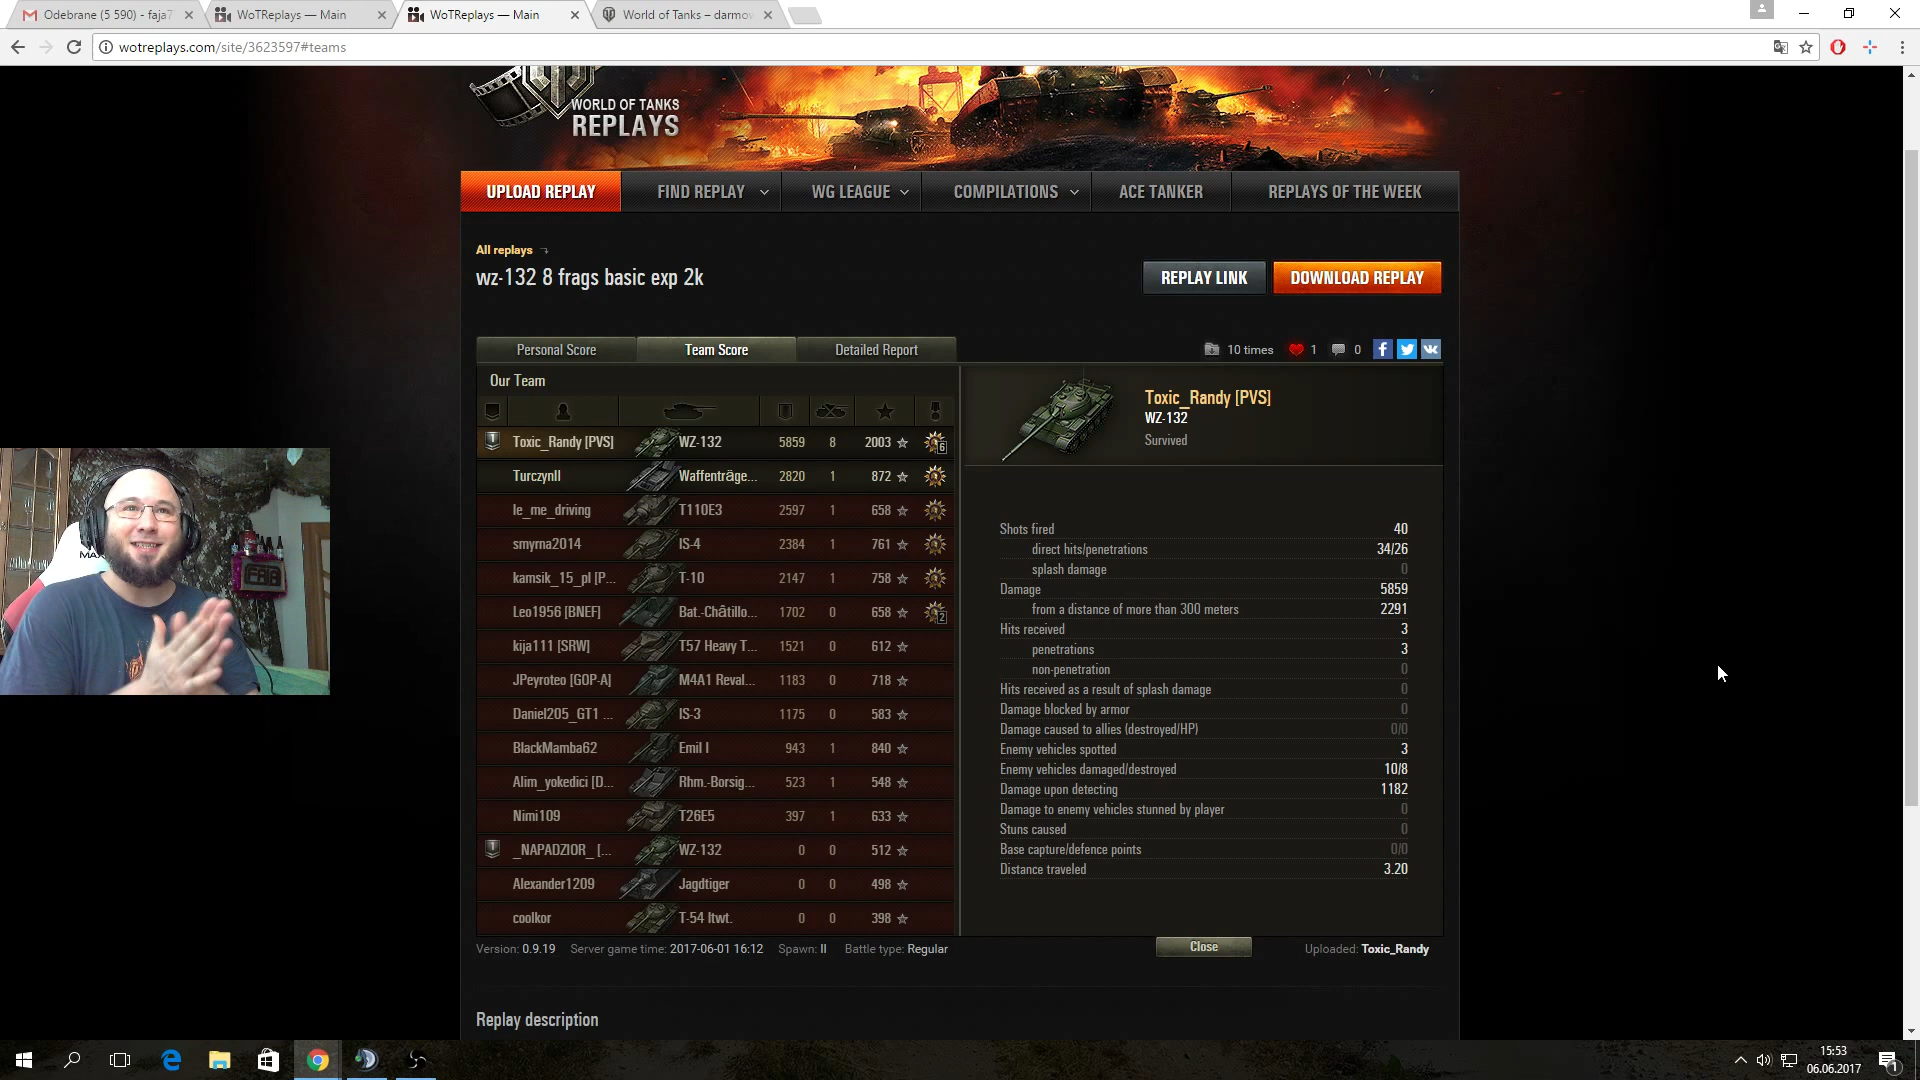 Odebrane (5 590) - faja7
WoTReplays — Main
WoTReplays — Main
World of Tanks – darmow
wotreplays.com/site/3623597#teams
WORLD OF TANKS
REPLAYS
UPLOAD REPLAY
FIND REPLAY
WG LEAGUE
COMPILATIONS
ACE TANKER
REPLAYS OF THE WEEK
All replays
wz-132 8 frags basic exp 2k
REPLAY LINK
DOWNLOAD REPLAY
Personal Score
Team Score
Detailed Report
10 times
1
0
Our Team
Toxic_Randy [PVS] WZ-132 5859 8 2003 6
Turczynll Waffenträge... 2820 1 872
le_me_driving T110E3 2597 1 658
smyrna2014 IS-4 2384 1 761
kamsik_15_pl [P... T-10 2147 1 758
Leo1956 [BNEF] Bat.-Châtillo... 1702 0 658 2
kija111 [SRW] T57 Heavy T... 1521 0 612
JPeyroteo [GOP-A] M4A1 Reval... 1183 0 718
Daniel205_GT1 ... IS-3 1175 0 583
BlackMamba62 Emil I 943 1 840
Alim_yokedici [D... Rhm.-Borsig... 523 1 548
Nimi109 T26E5 397 1 633
_NAPADZIOR_ [... WZ-132 0 0 512
Alexander1209 Jagdtiger 0 0 498
coolkor T-54 ltwt. 0 0 398
Toxic_Randy [PVS]
WZ-132
Survived
Shots fired 40
direct hits/penetrations 34/26
splash damage 0
Damage 5859
from a distance of more than 300 meters 2291
Hits received 3
penetrations 3
non-penetration 0
Hits received as a result of splash damage 0
Damage blocked by armor 0
Damage caused to allies (destroyed/HP) 0/0
Enemy vehicles spotted 3
Enemy vehicles damaged/destroyed 10/8
Damage upon detecting 1182
Damage to enemy vehicles stunned by player 0
Stuns caused 0
Base capture/defence points 0/0
Distance traveled 3.20
Version: 0.9.19 Server game time: 2017-06-01 16:12 Spawn: II Battle type: Regular
Close
Uploaded: Toxic_Randy
Replay description
15:53
06.06.2017
1